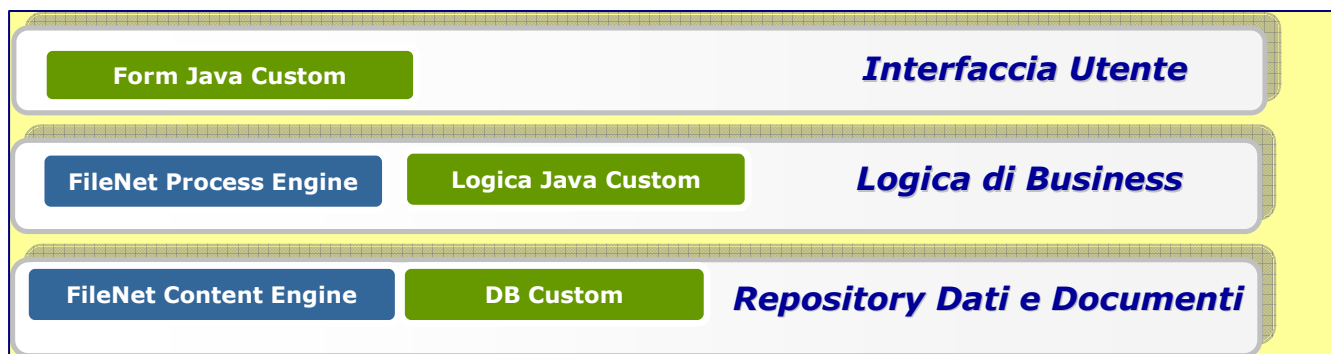 Form Java Custom
Interfaccia Utente
FileNet Process Engine
Logica Java Custom
Logica di Business
FileNet Content Engine
DB Custom
Repository Dati e Documenti